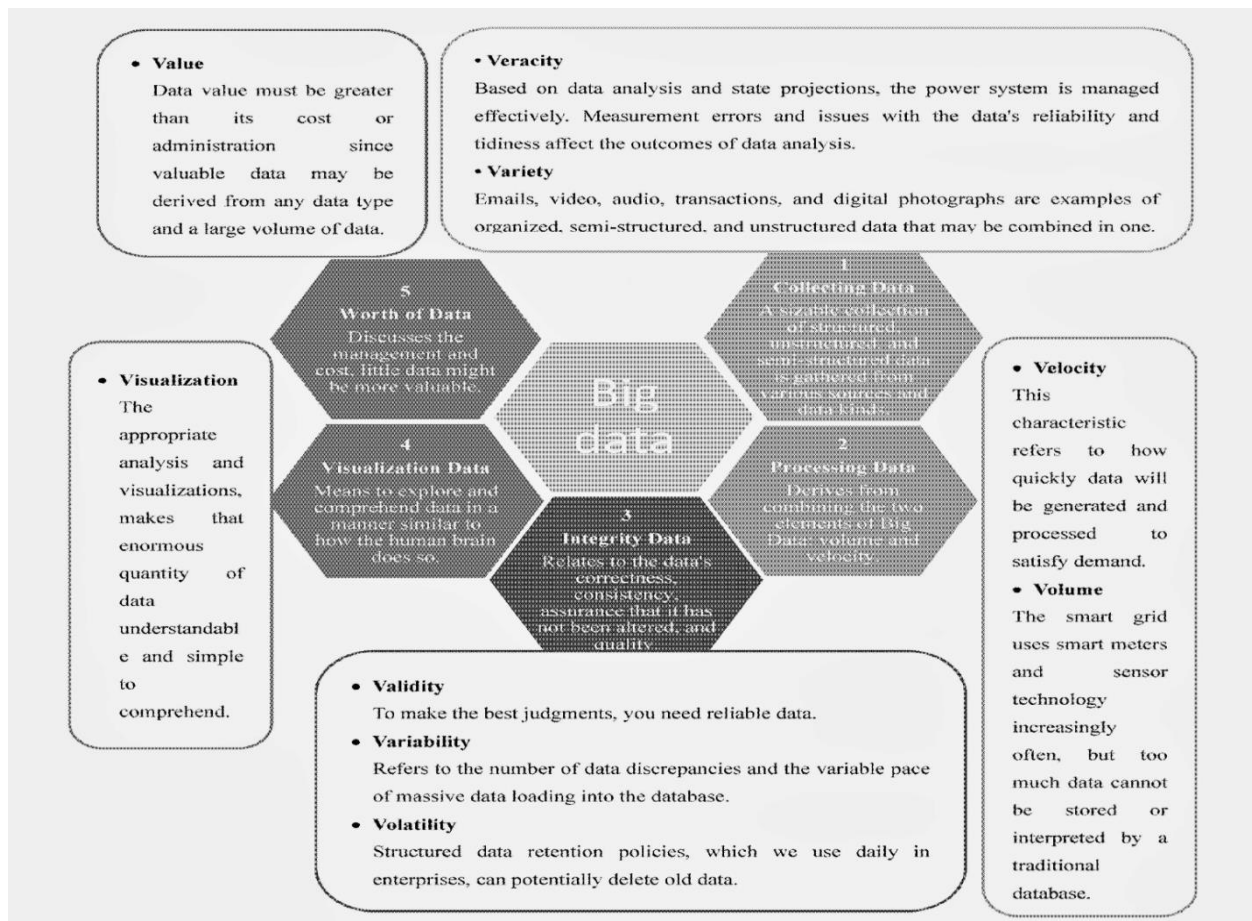 • Value
Data value must be greater
than its cost or
administration since
valuable data may be
derived from any data type
and a large volume of data.
• Veracity
Based on data analysis and state projections, the power system is managed
effectively. Measurement errors and issues with the data's reliability and
tidiness affect the outcomes of data analysis.
• Variety
Emails, video, audio, transactions, and digital photographs are examples of
organized, semi-structured, and unstructured data that may be combined in one.
5
Worth of Data
Discusses the
management and
cost, little data might
be more valuable.
1
Collecting Data
A sizable collection
of structured,
unstructured, and
semi-structured data
is gathered from
various sources and
data kinds.
Big
data
• Visualization
The
appropriate
analysis and
visualizations,
makes that
enormous
quantity of
data
understandabl
e and simple
to
comprehend.
4
Visualization Data
Means to explore and
comprehend data in a
manner similar to
how the human brain
does so.
2
Processing Data
Derives from
combining the two
elements of Big
Data: volume and
velocity.
3
Integrity Data
Relates to the data's
correctness,
consistency,
assurance that it has
not been altered, and
quality
• Velocity
This
characteristic
refers to how
quickly data will
be generated and
processed to
satisfy demand.
• Volume
The smart grid
uses smart meters
and sensor
technology
increasingly
often, but too
much data cannot
be stored or
interpreted by a
traditional
database.
• Validity
To make the best judgments, you need reliable data.
• Variability
Refers to the number of data discrepancies and the variable pace
of massive data loading into the database.
• Volatility
Structured data retention policies, which we use daily in
enterprises, can potentially delete old data.